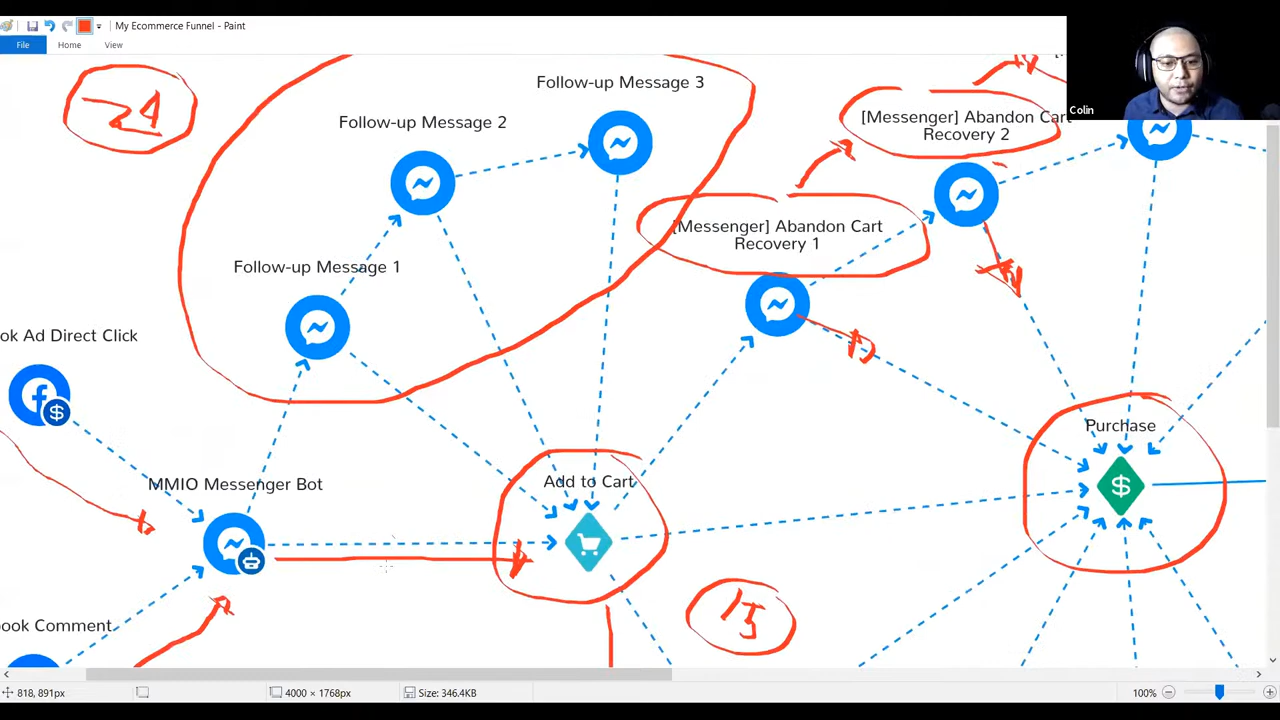 My Ecommerce Funnel - Paint
File
Home
View
Colin
24
Follow-up Message 3
Follow-up Message 2
[Messenger] Abandon Cart
Recovery 2
[Messenger] Abandon Cart
Recovery 1
Follow-up Message 1
ok Ad Direct Click
Purchase
MMIO Messenger Bot
Add to Cart
15
ook Comment
818, 891px
4000 × 1768px
Size: 346.4KB
100%